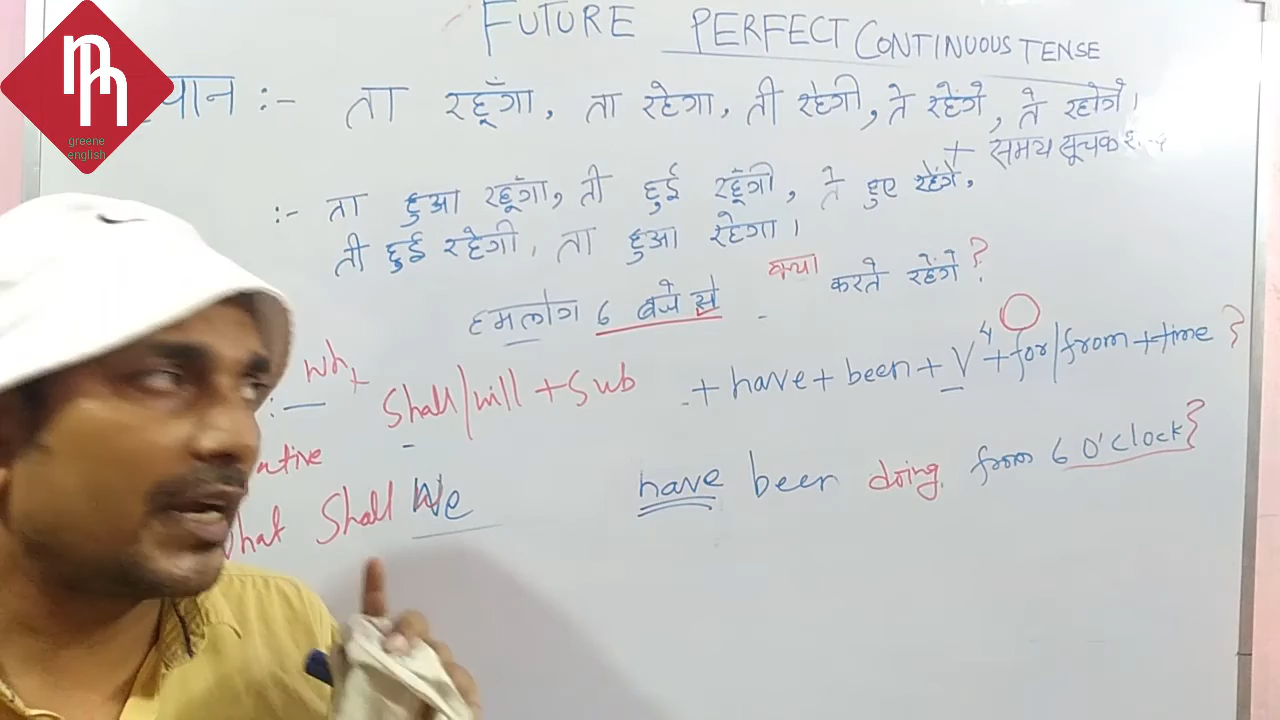 greene
english
FUTURE PERFECT CONTINUOUS TENSE
:- ता रहूँगा, ता रहेगा, ती रहेगी, ते रहेंगे, ते रहोगे।
+ समय सूचक
:- ता हुआ रहूँगा, ती हुई रहूँगी, ते हुए रहेंगे,
ती हुई रहेगी, ता हुआ रहेगा।
हमलोग 6 बजे से क्या करते रहेंगे?
:— Wh + Shall/will + Sub + have + been + V4 + for/from + time ?
What Shall We have been doing from 6 O'Clock?